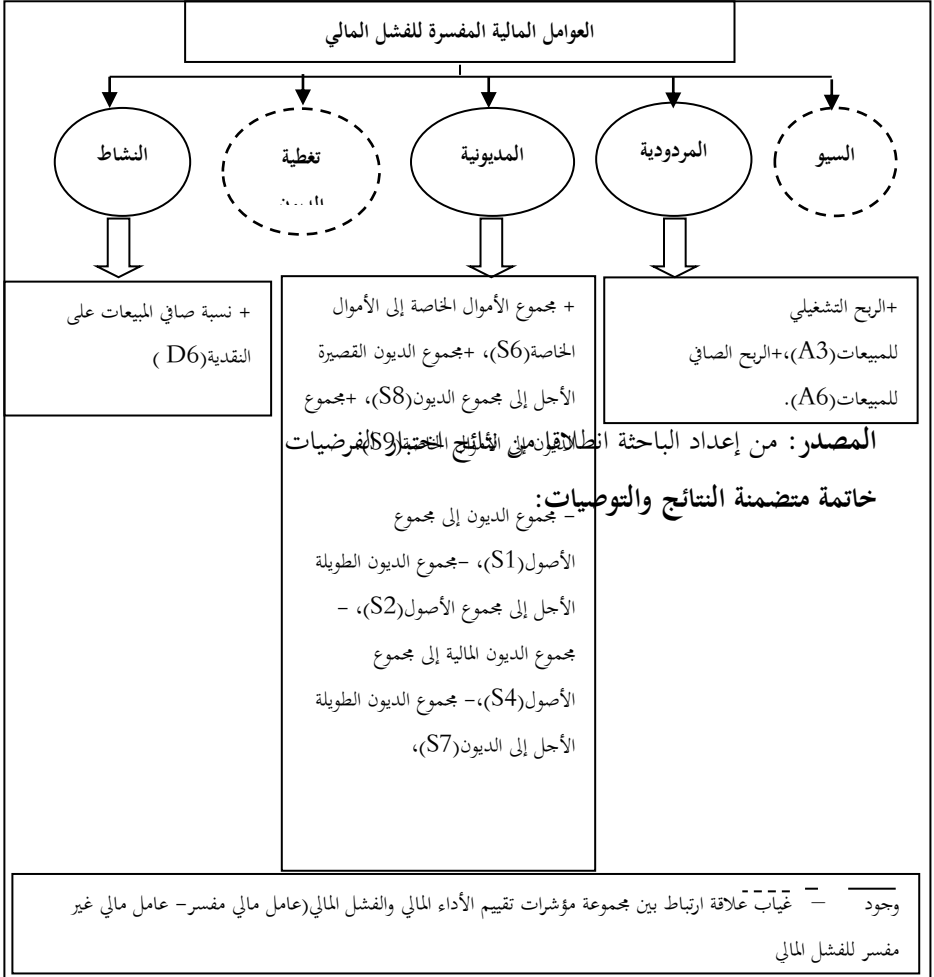 العوامل المالية المفسرة للفشل المالي
السيو
المردودية
المديونية
تغطية
النشاط
+الربح التشغيلي
للمبيعات(A3)،+الربح الصافي
للمبيعات(A6).
+ مجموع الأموال الخاصة إلى الأموال
الخاصة(S6)، +مجموع الديون القصيرة
الأجل إلى مجموع الديون(S8)، +مجموع
– مجموع الديون إلى مجموع
الأصول(S1)، –مجموع الديون الطويلة
الأجل إلى مجموع الأصول(S2)، –
مجموع الديون المالية إلى مجموع
الأصول(S4)،– مجموع الديون الطويلة
الأجل إلى الديون(S7)،
+ نسبة صافي المبيعات على
النقدية(D6 )
المصدر: من إعداد الباحثة انطلاقا من نتائج اختبار الفرضيات
خاتمة متضمنة النتائج والتوصيات:
وجود – غياب علاقة ارتباط بين مجموعة مؤشرات تقييم الأداء المالي والفشل المالي(عامل مالي مفسر– عامل مالي غير
مفسر للفشل المالي